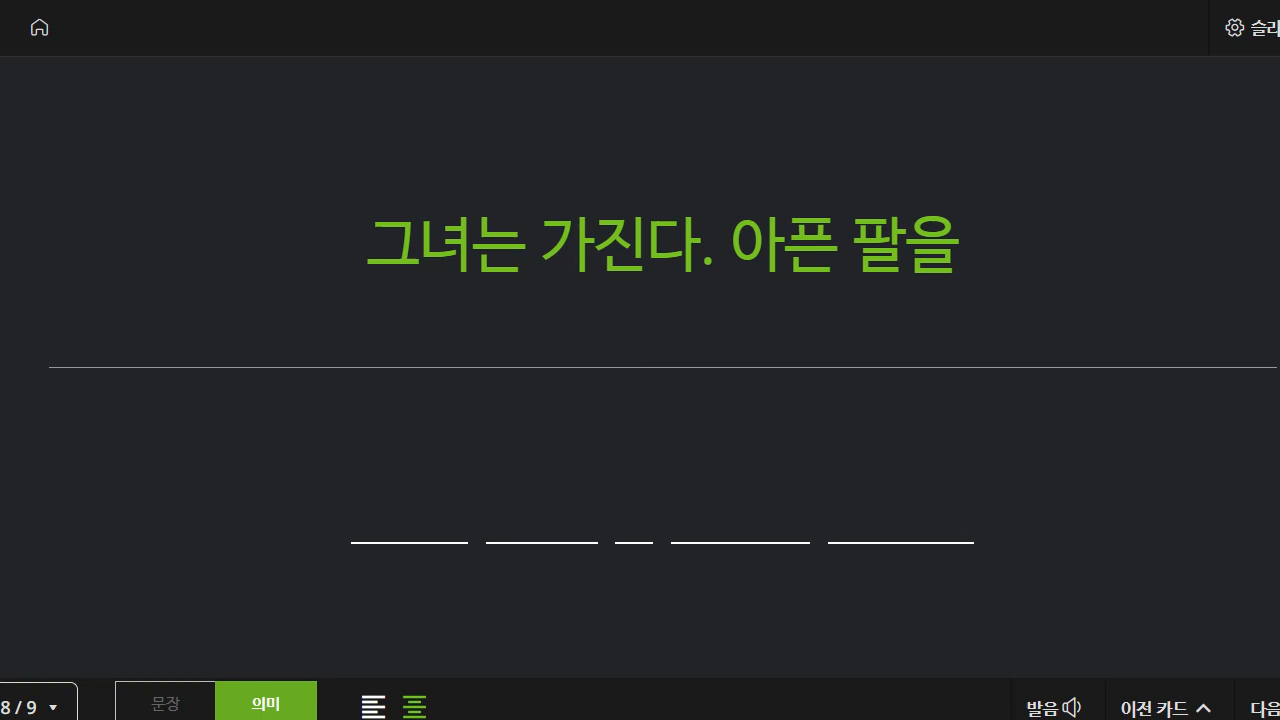 슬라
그녀는 가진다. 아픈 팔을
8 / 9
문장
의미
발음
이전 카드
다음